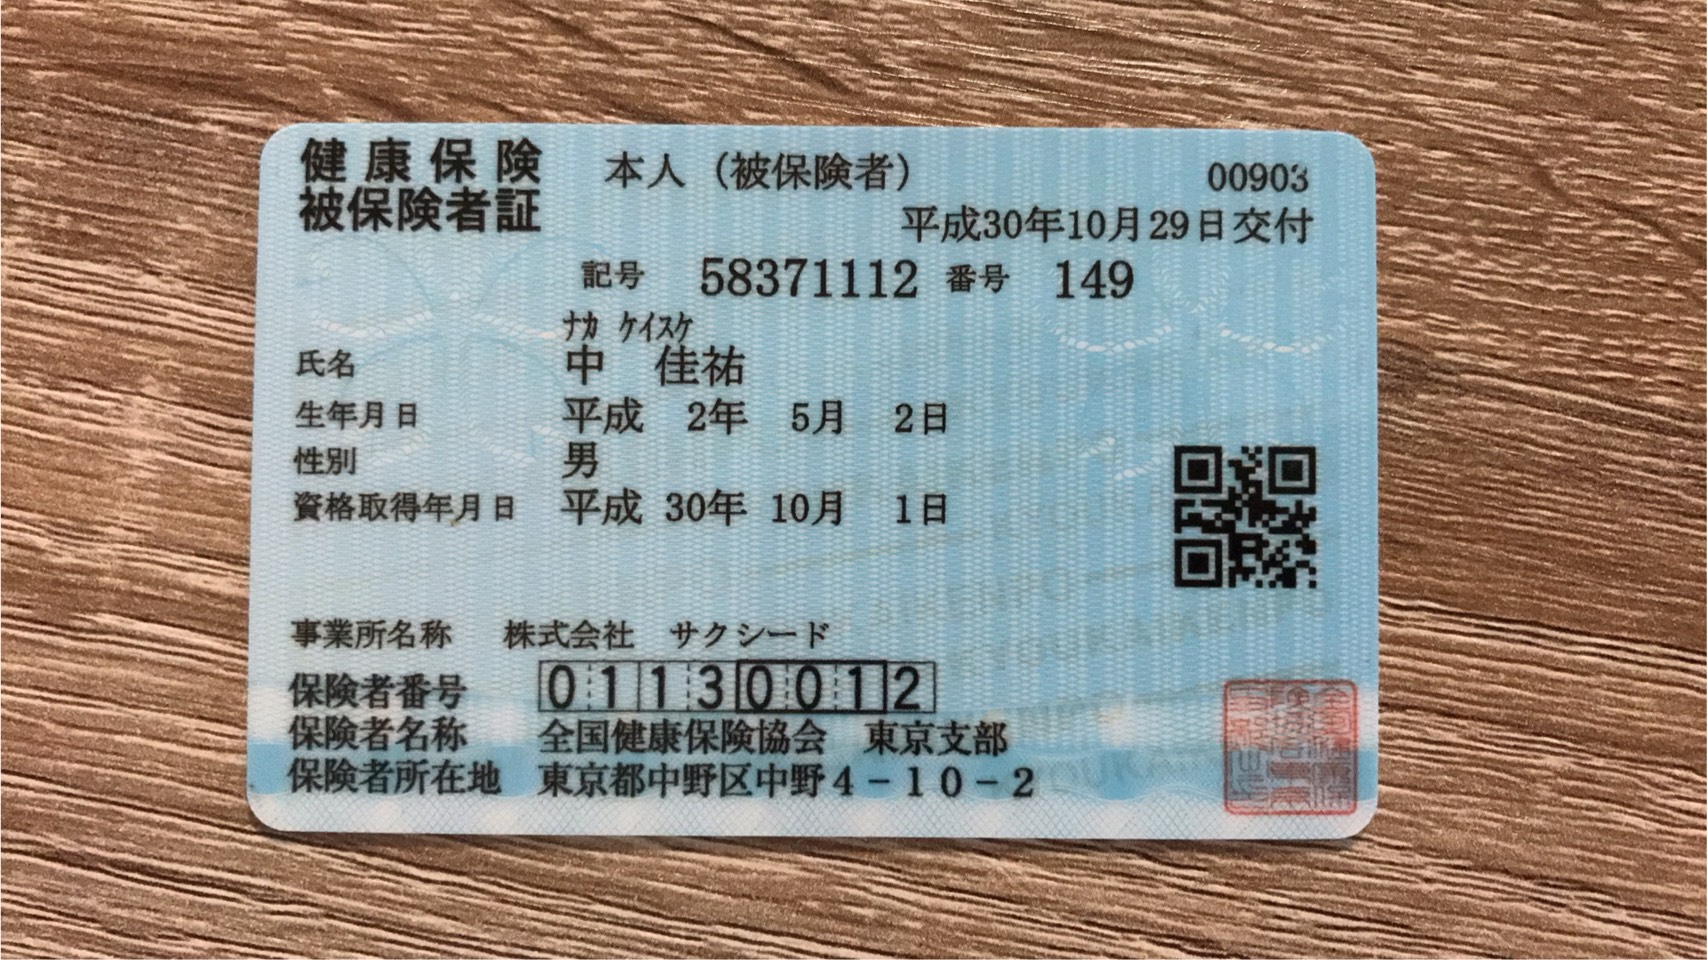 健康保険
被保険者証
本人（被保険者）
00903
平成30年10月29日交付
記号 58371112 番号 149
ﾅｶ ｹｲｽｹ
氏名 中 佳祐
生年月日 平成 2年 5月 2日
性別 男
資格取得年月日 平成 30年 10月 1日
事業所名称 株式会社 サクシード
保険者番号 01130012
保険者名称 全国健康保険協会 東京支部
保険者所在地 東京都中野区中野4-10-2